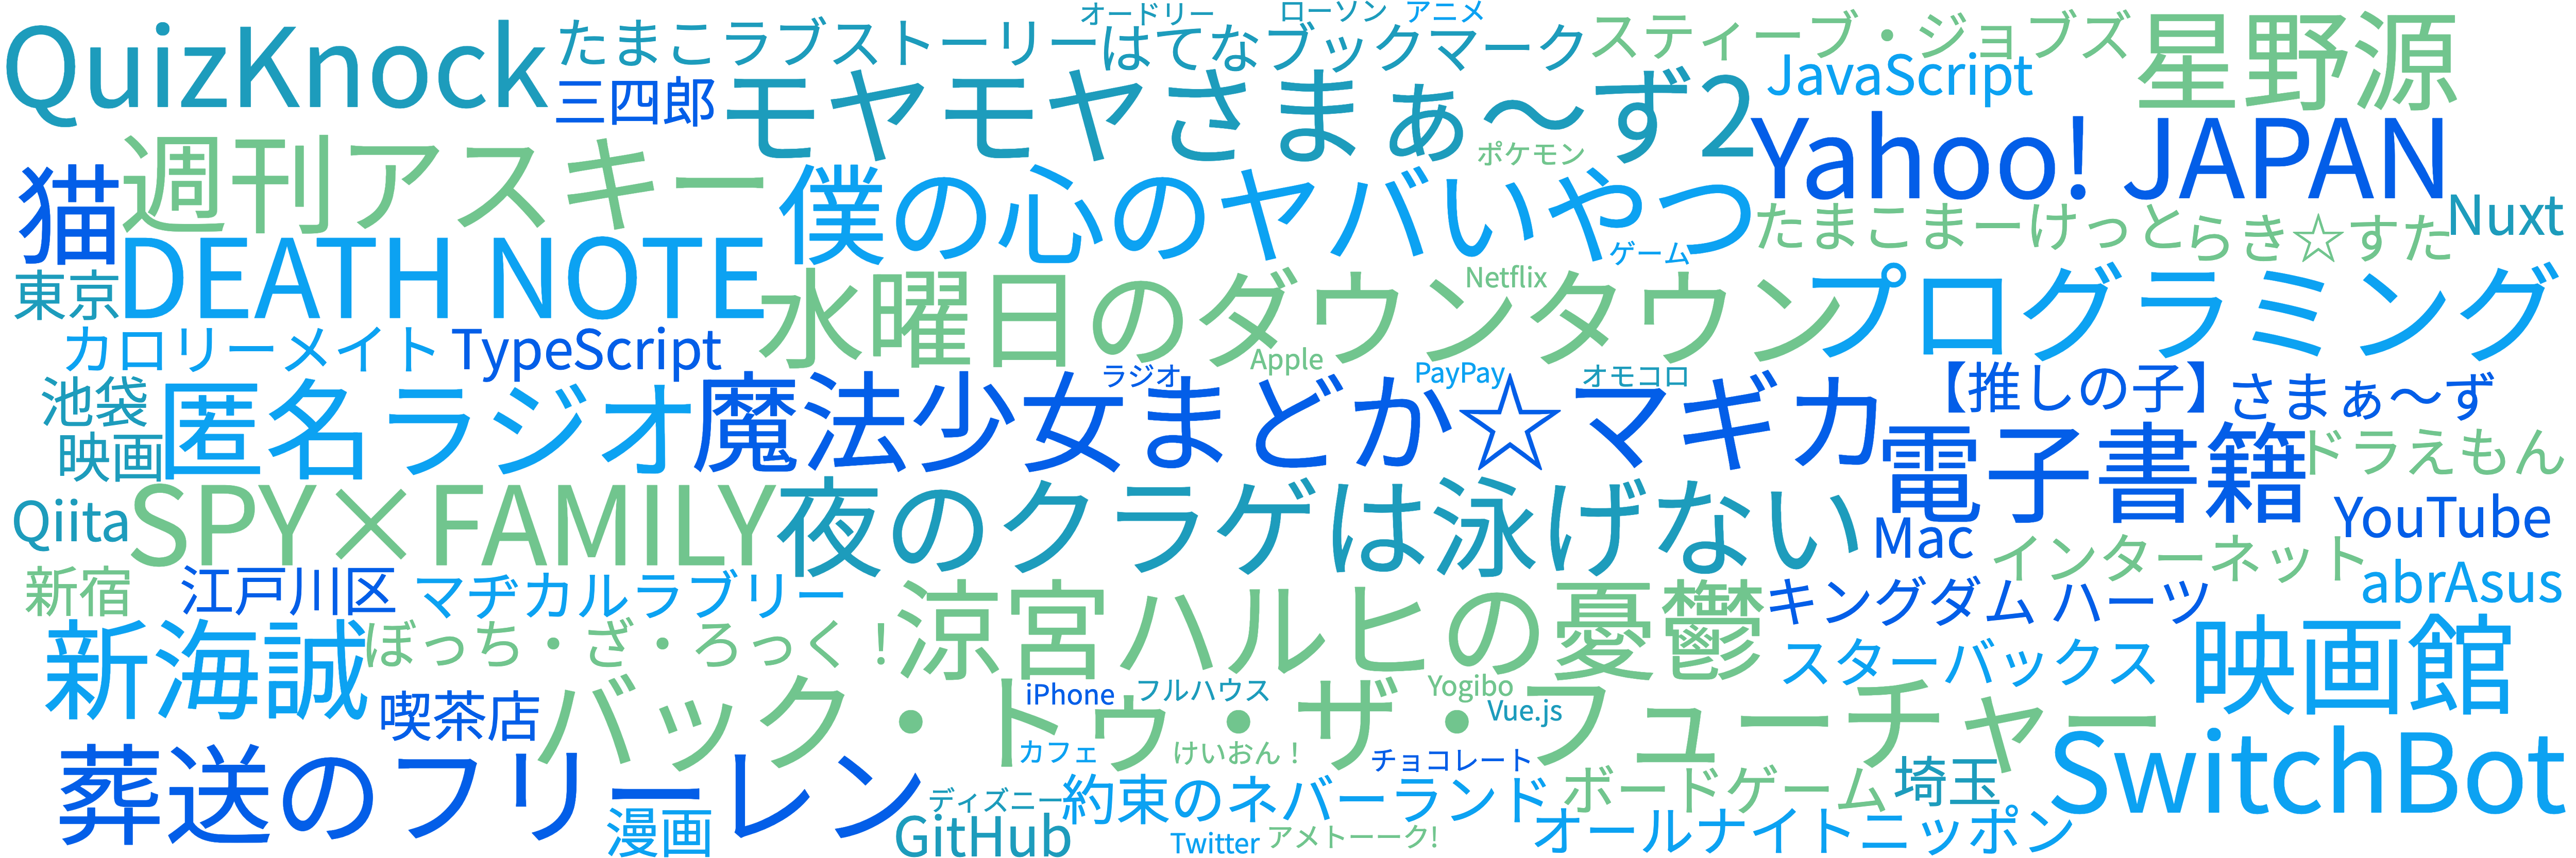 オードリー
ローソン
アニメ
QuizKnock
たまこラブストーリー
はてなブックマーク
スティーブ・ジョブズ
星野源
三四郎
モヤモヤさまぁ〜ず2
JavaScript
Yahoo! JAPAN
週刊アスキー
ポケモン
猫
僕の心のヤバいやつ
たまこまーけっと
らき☆すた
Nuxt
DEATH NOTE
ゲーム
東京
水曜日のダウンタウン
Netflix
プログラミング
カロリーメイト
TypeScript
Apple
ラジオ
PayPay
オモコロ
【推しの子】
さまぁ〜ず
池袋
匿名ラジオ
魔法少女まどか☆マギカ
映画
電子書籍
ドラえもん
Qiita
SPY×FAMILY
夜のクラゲは泳げない
Mac
YouTube
インターネット
新宿
江戸川区
マヂカルラブリー
涼宮ハルヒの憂鬱
キングダム ハーツ
abrAsus
新海誠
ぼっち・ざ・ろっく！
スターバックス
映画館
喫茶店
バック・トゥ・ザ・フューチャー
iPhone
フルハウス
Yogibo
Vue.js
葬送のフリーレン
カフェ
けいおん！
チョコレート
SwitchBot
漫画
ディズニー
約束のネバーランド
ボードゲーム
埼玉
GitHub
Twitter
アメトーーク!
オールナイトニッポン